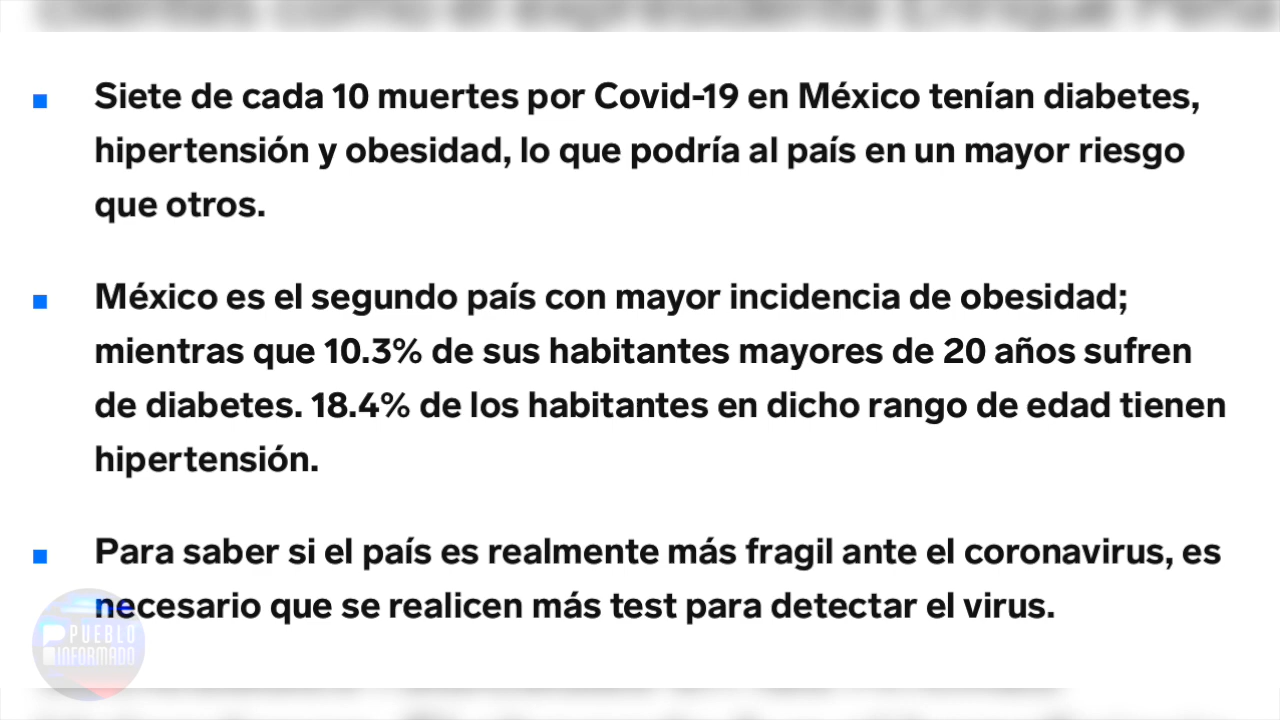 Siete de cada 10 muertes por Covid-19 en México tenían diabetes,
hipertensión y obesidad, lo que podría al país en un mayor riesgo
que otros.
México es el segundo país con mayor incidencia de obesidad;
mientras que 10.3% de sus habitantes mayores de 20 años sufren
de diabetes. 18.4% de los habitantes en dicho rango de edad tienen
hipertensión.
Para saber si el país es realmente más fragil ante el coronavirus, es
necesario que se realicen más test para detectar el virus.
PUEBLO
INFORMADO